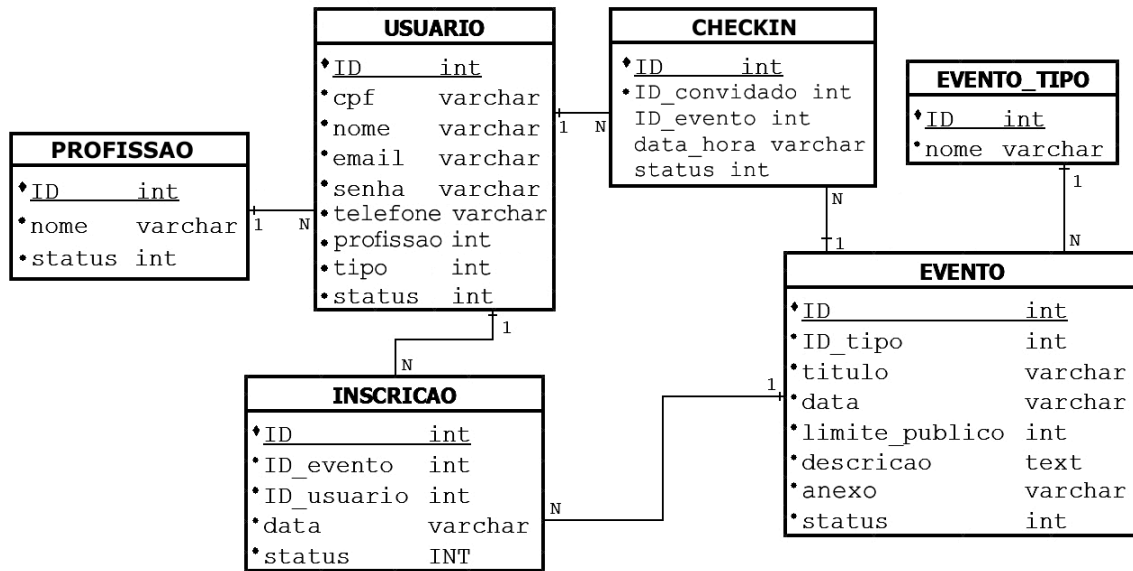 USUARIO
ID int
cpf varchar
nome varchar
email varchar
senha varchar
telefone varchar
profissao int
tipo int
status int
CHECKIN
ID int
ID_convidado int
ID_evento int
data_hora varchar
status int
EVENTO_TIPO
ID int
nome varchar
PROFISSAO
ID int
nome varchar
status int
1 N
1 N
N
1
1
N
1
N
EVENTO
ID int
ID_tipo int
titulo varchar
data varchar
limite_publico int
descricao text
anexo varchar
status int
INSCRICAO
ID int
ID_evento int
ID_usuario int
data varchar
status INT
1
N